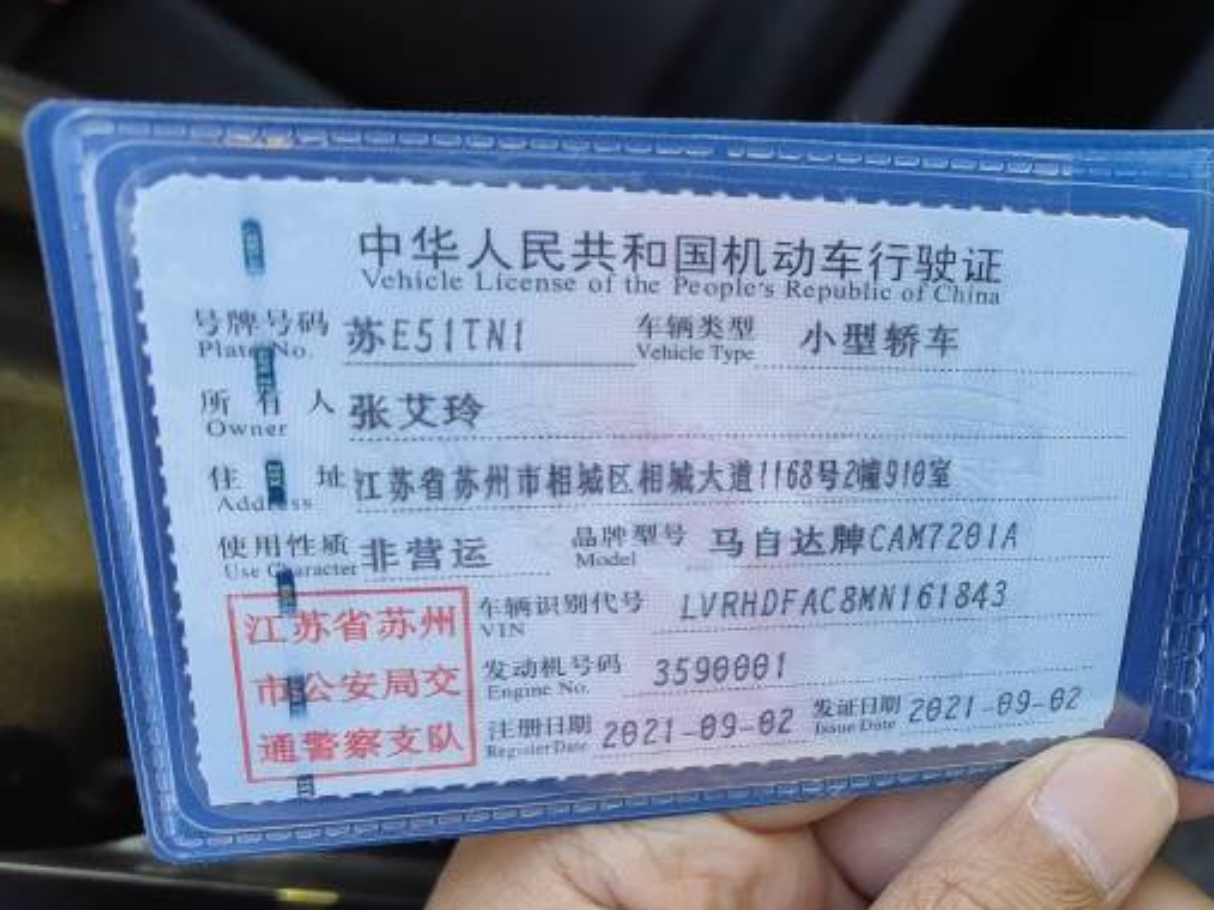 中华人民共和国机动车行驶证
Vehicle License of the People's Republic of China
号牌号码 苏E51TN1 车辆类型 小型轿车
Plate No. Vehicle Type
所有人 张艾玲
Owner
住址 江苏省苏州市相城区相城大道1168号2幢910室
Address
使用性质 非营运 品牌型号 马自达牌CAM7201A
Use Character Model
江苏省苏州 车辆识别代号 LVRHDFAC8MN161843
VIN
市公安局交 发动机号码 3590001
Engine No.
通警察支队 注册日期 2021-09-02 发证日期 2021-09-02
Register Date Issue Date